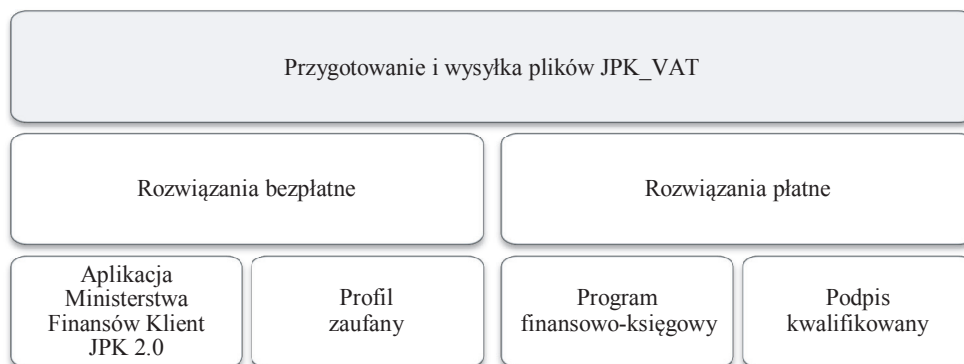 Przygotowanie i wysyłka plików JPK_VAT
Rozwiązania bezpłatne
Rozwiązania płatne
Aplikacja
Ministerstwa
Finansów Klient
JPK 2.0
Profil
zaufany
Program
finansowo-księgowy
Podpis
kwalifikowany